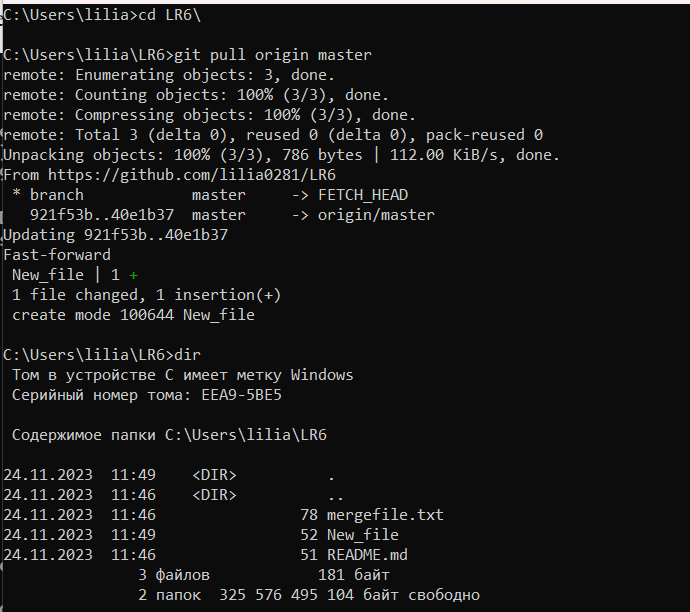 C:\Users\lilia>cd LR6\
C:\Users\lilia\LR6>git pull origin master
remote: Enumerating objects: 3, done.
remote: Counting objects: 100% (3/3), done.
remote: Compressing objects: 100% (3/3), done.
remote: Total 3 (delta 0), reused 0 (delta 0), pack-reused 0
Unpacking objects: 100% (3/3), 786 bytes | 112.00 KiB/s, done.
From https://github.com/lilia0281/LR6
 * branch            master     -> FETCH_HEAD
   921f53b..40e1b37  master     -> origin/master
Updating 921f53b..40e1b37
Fast-forward
 New_file | 1 +
 1 file changed, 1 insertion(+)
 create mode 100644 New_file
C:\Users\lilia\LR6>dir
 Том в устройстве C имеет метку Windows
 Серийный номер тома: EEA9-5BE5
 Содержимое папки C:\Users\lilia\LR6
24.11.2023  11:49    <DIR>          .
24.11.2023  11:46    <DIR>          ..
24.11.2023  11:46                78 mergefile.txt
24.11.2023  11:49                52 New_file
24.11.2023  11:46                51 README.md
               3 файлов            181 байт
               2 папок  325 576 495 104 байт свободно